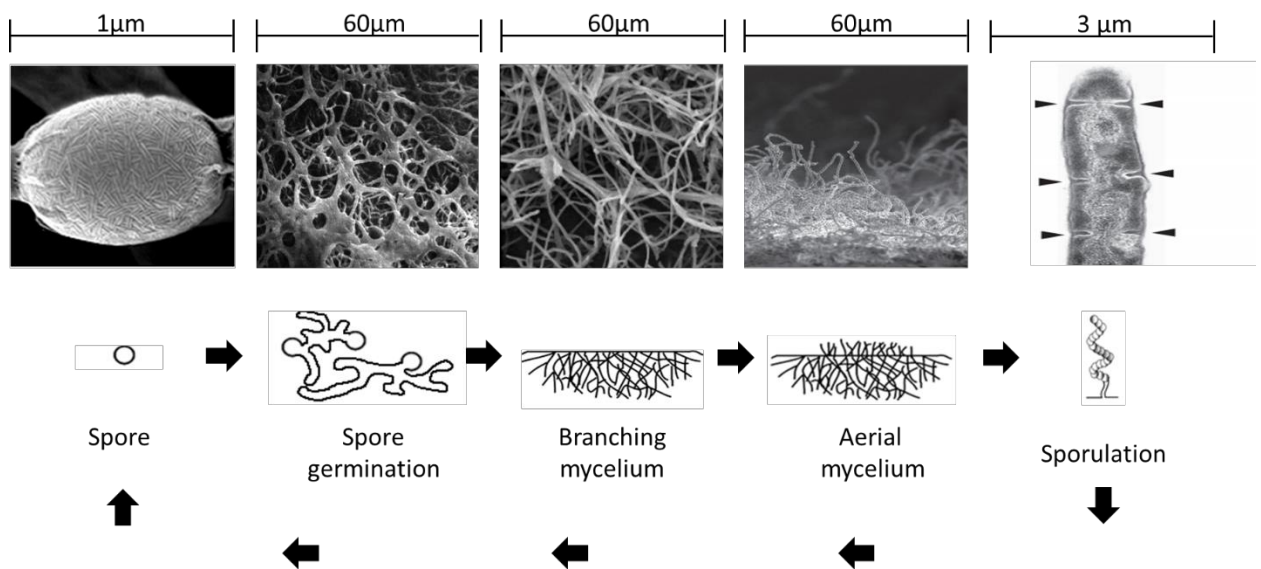 1µm
60µm
60µm
60µm
3 µm
Spore
Spore
germination
Branching
mycelium
Aerial
mycelium
Sporulation